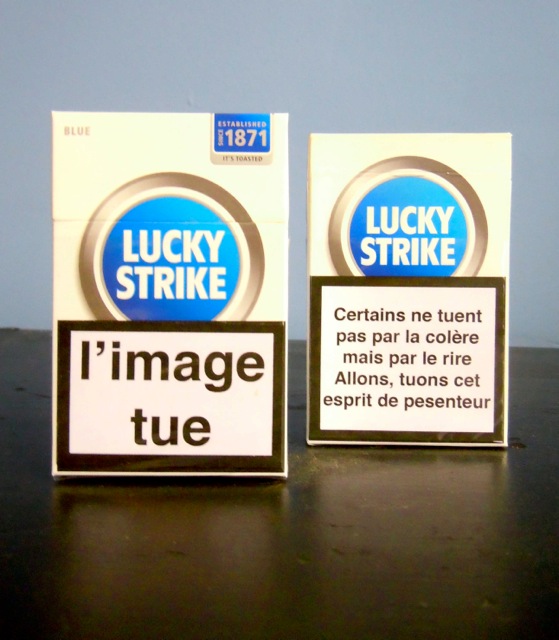 BLUE
ESTABLISHED
SINCE 1871
IT'S TOASTED
LUCKY
STRIKE
l'image
tue
LUCKY
STRIKE
Certains ne tuent
pas par la colère
mais par le rire
Allons, tuons cet
esprit de pesenteur